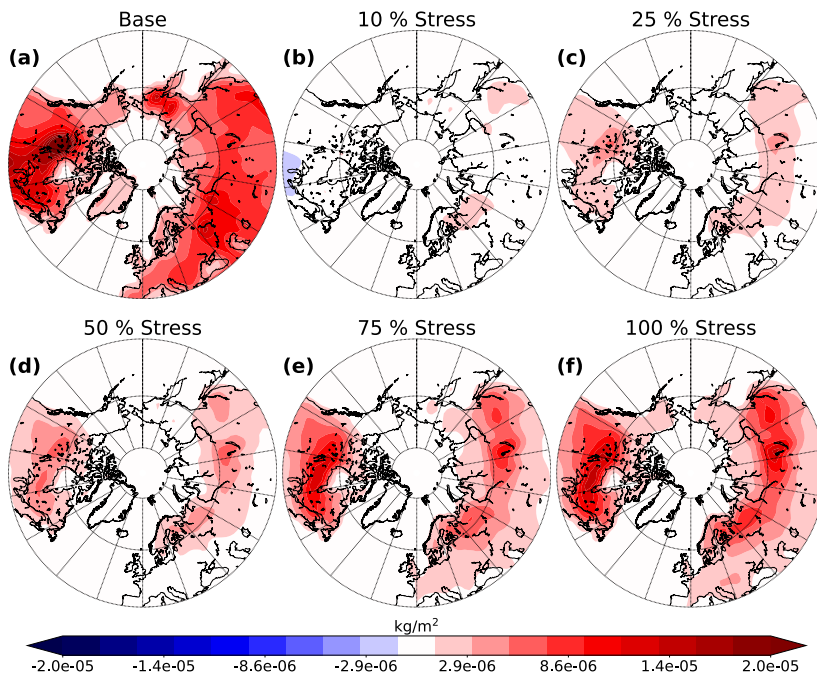 Base
10 % Stress
25 % Stress
(a)
(b)
(c)
50 % Stress
75 % Stress
100 % Stress
(d)
(e)
(f)
kg/m²
-2.0e-05 -1.4e-05 -8.6e-06 -2.9e-06 2.9e-06 8.6e-06 1.4e-05 2.0e-05